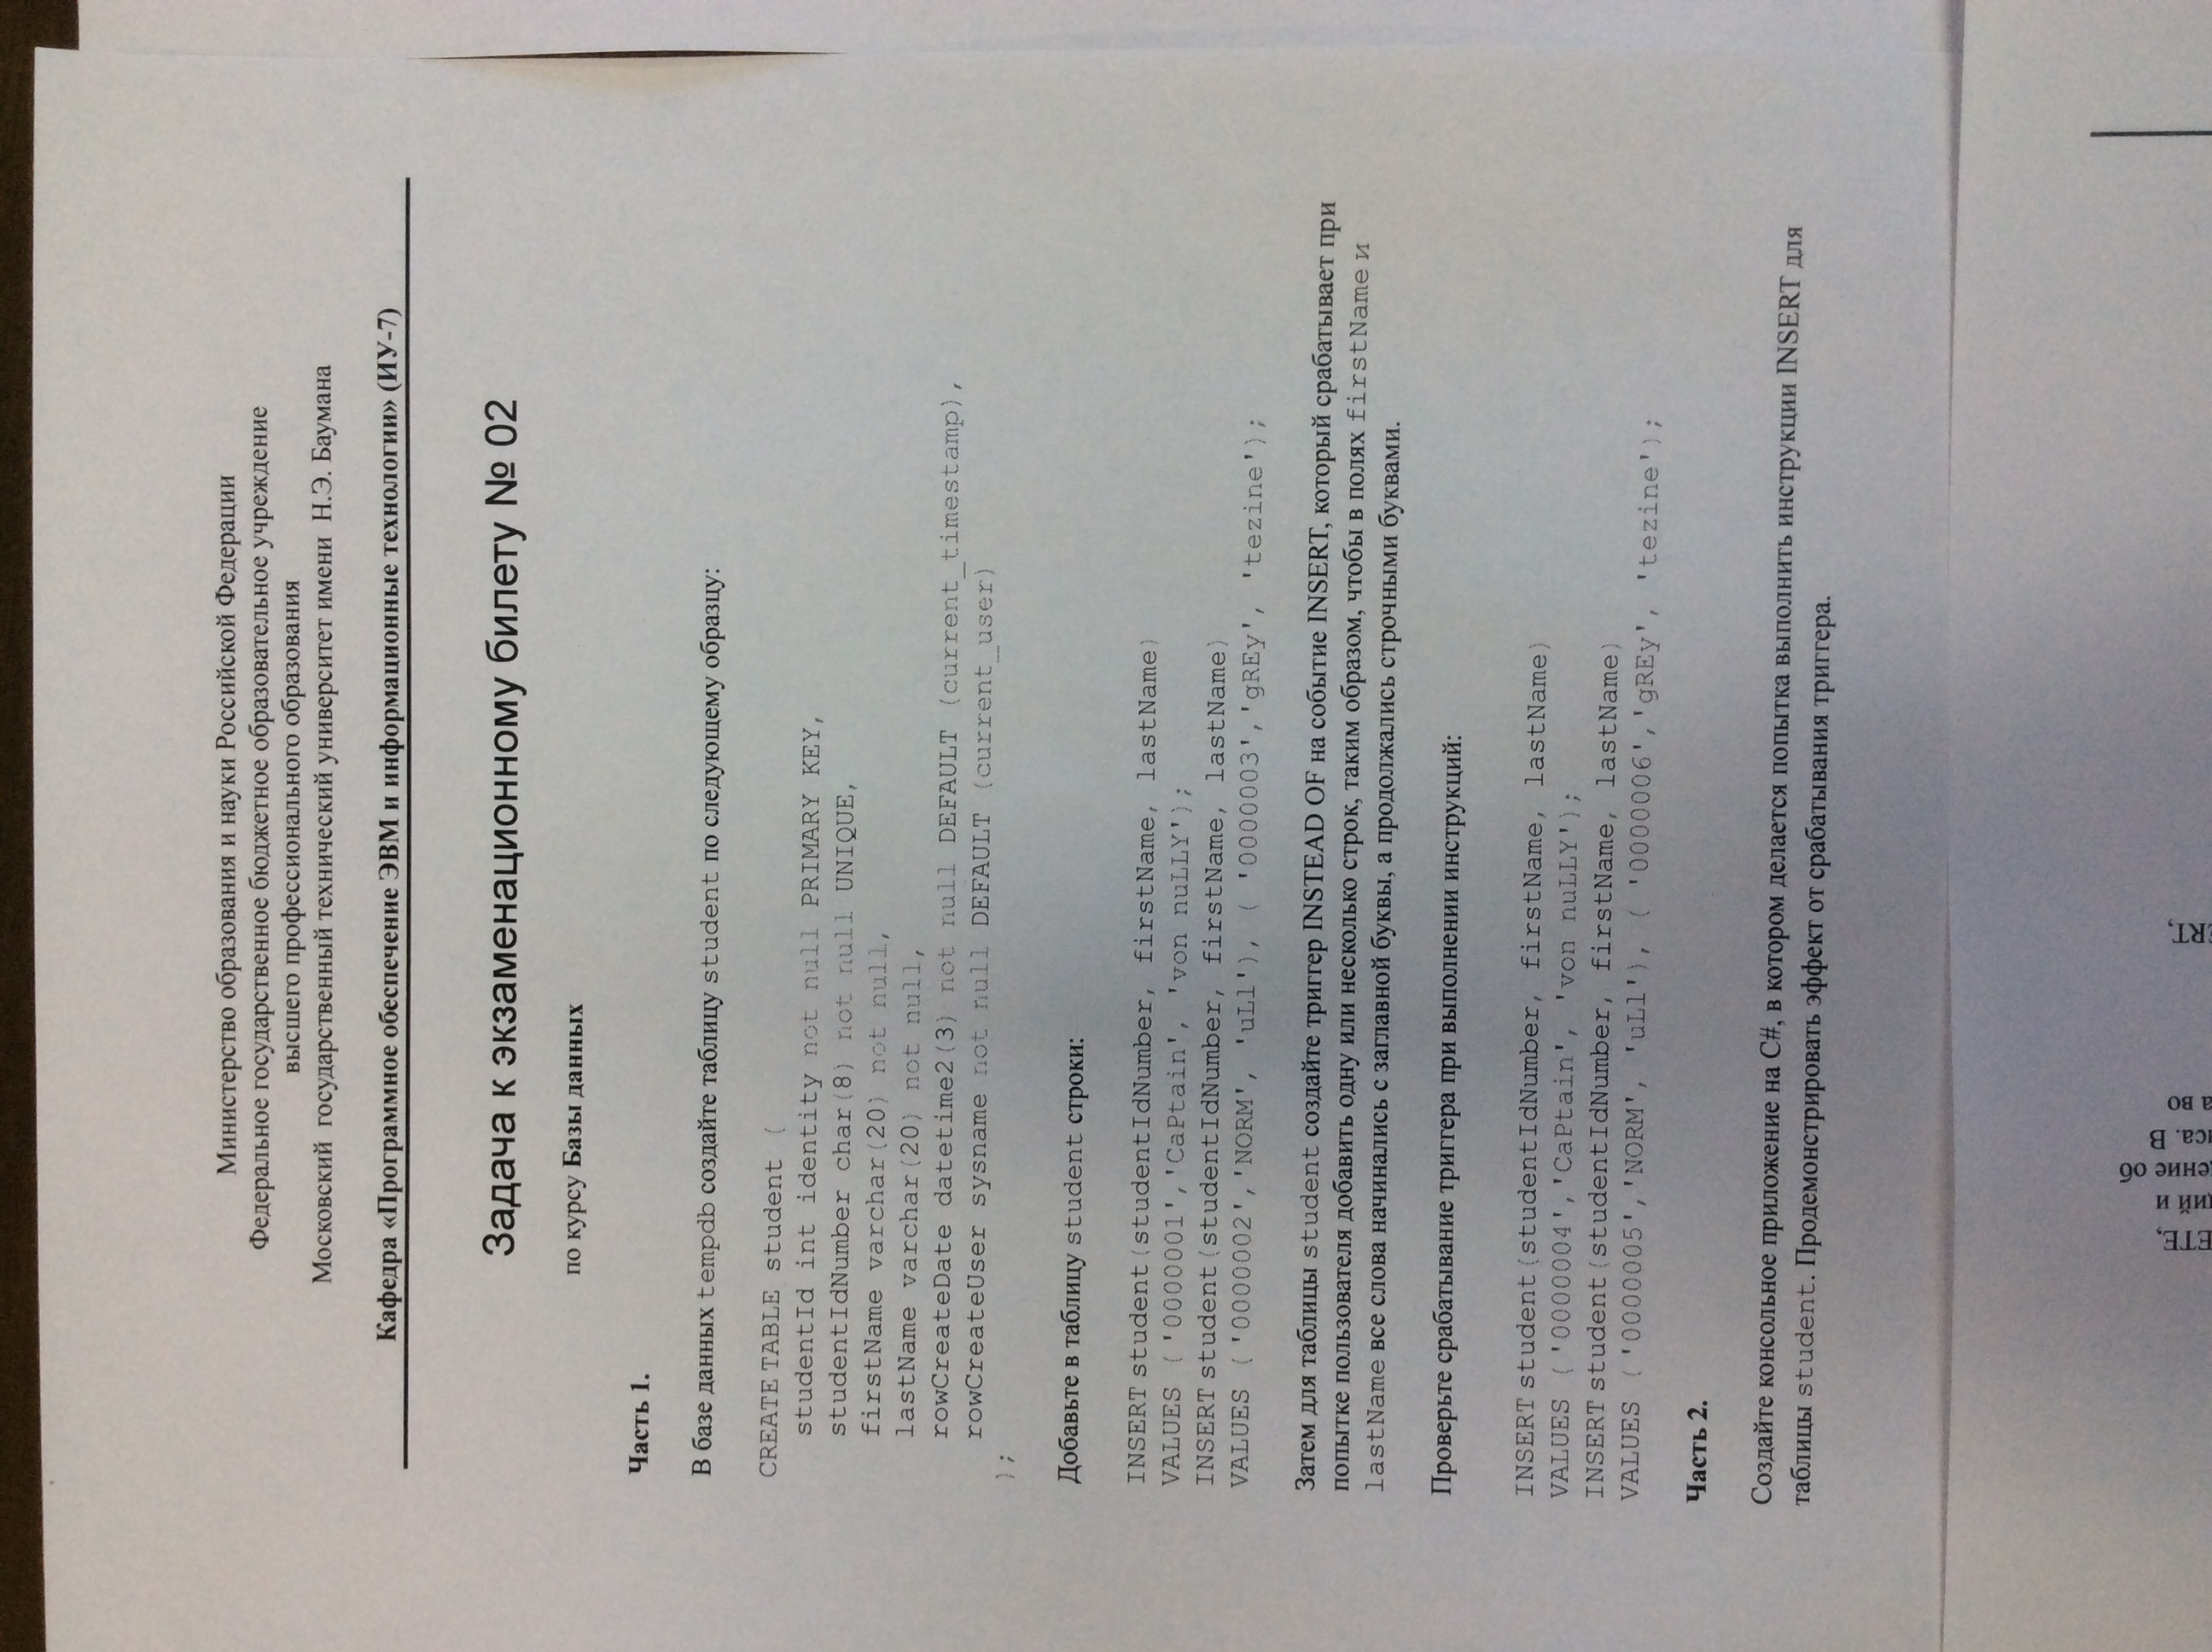 Министерство образования и науки Российской Федерации
Федеральное государственное бюджетное образовательное учреждение
высшего профессионального образования
Московский государственный технический университет имени Н.Э. Баумана
Кафедра «Программное обеспечение ЭВМ и информационные технологии» (ИУ-7)
Задача к экзаменационному билету № 02
по курсу Базы данных
Часть 1.
В базе данных tempdb создайте таблицу student по следующему образцу:
CREATE TABLE student (
studentId int identity not null PRIMARY KEY,
studentIdNumber char(8) not null UNIQUE,
firstName varchar(20) not null,
lastName varchar(20) not null,
rowCreateDate datetime2(3) not null DEFAULT (current_timestamp),
rowCreateUser sysname not null DEFAULT (current_user)
);
Добавьте в таблицу student строки:
INSERT student(studentIdNumber, firstName, lastName)
VALUES ( '0000001','CaPtain', 'von nuLLY');
INSERT student(studentIdNumber, firstName, lastName)
VALUES ( '0000002','NORM', 'uLl'), ( '0000003','gREy', 'tezine');
Затем для таблицы student создайте триггер INSTEAD OF на событие INSERT, который срабатывает при
попытке пользователя добавить одну или несколько строк, таким образом, чтобы в полях firstName и
lastName все слова начинались с заглавной буквы, а продолжались строчными буквами.
Проверьте срабатывание триггера при выполнении инструкций:
INSERT student(studentIdNumber, firstName, lastName)
VALUES ( '0000004','CaPtain', 'von nuLLY');
INSERT student(studentIdNumber, firstName, lastName)
VALUES ( '0000005','NORM', 'uLl'), ( '0000006','gREy', 'tezine');
Часть 2.
Создайте консольное приложение на C#, в котором делается попытка выполнить инструкции INSERT для
таблицы student. Продемонстрировать эффект от срабатывания триггера.
ЕТЕ,
ий и
ение об
са. В
а во
ERT,